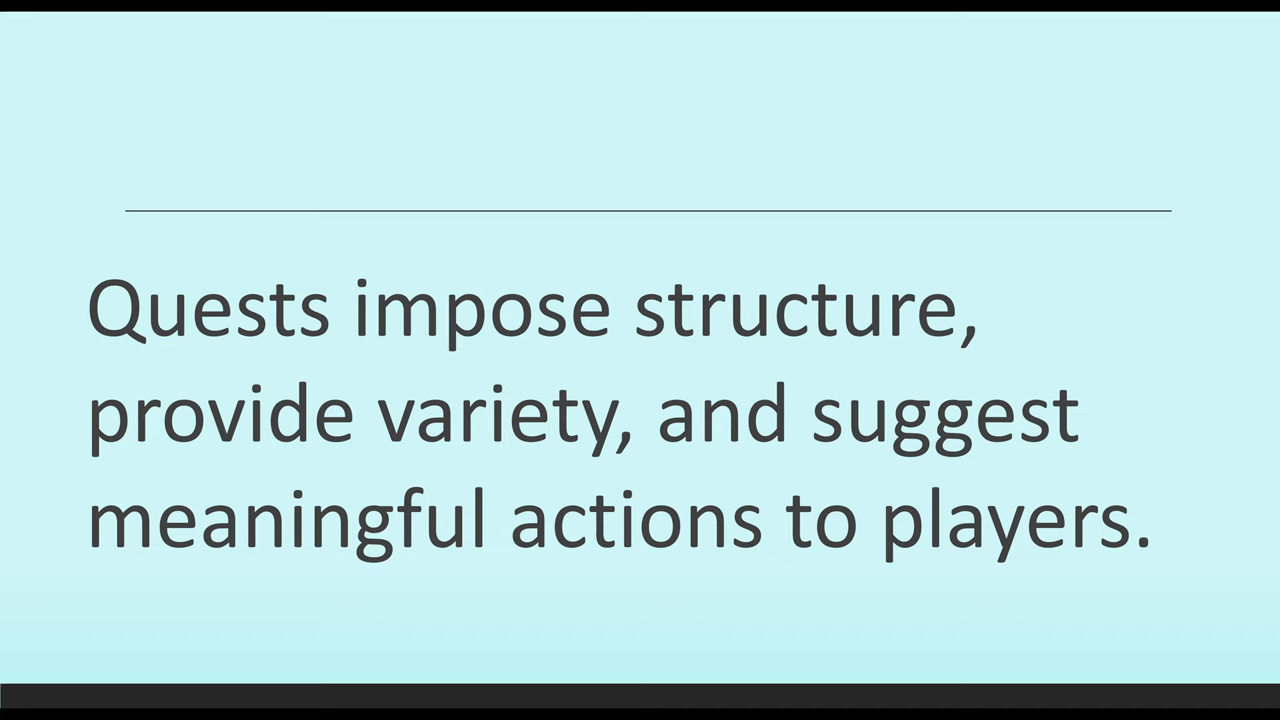 Quests impose structure,
provide variety, and suggest
meaningful actions to players.